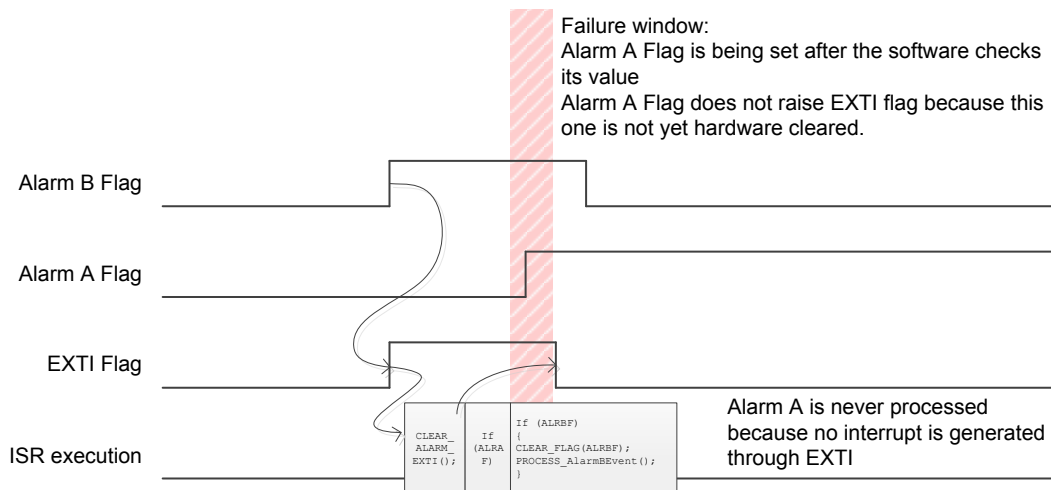 Failure window:
Alarm A Flag is being set after the software checks
its value
Alarm A Flag does not raise EXTI flag because this
one is not yet hardware cleared.
Alarm B Flag
Alarm A Flag
EXTI Flag
ISR execution
CLEAR_
ALARM_
EXTI();
If
(ALRA
F)
If (ALRBF)
{
CLEAR_FLAG(ALRBF);
PROCESS_AlarmBEvent();
}
Alarm A is never processed
because no interrupt is generated
through EXTI